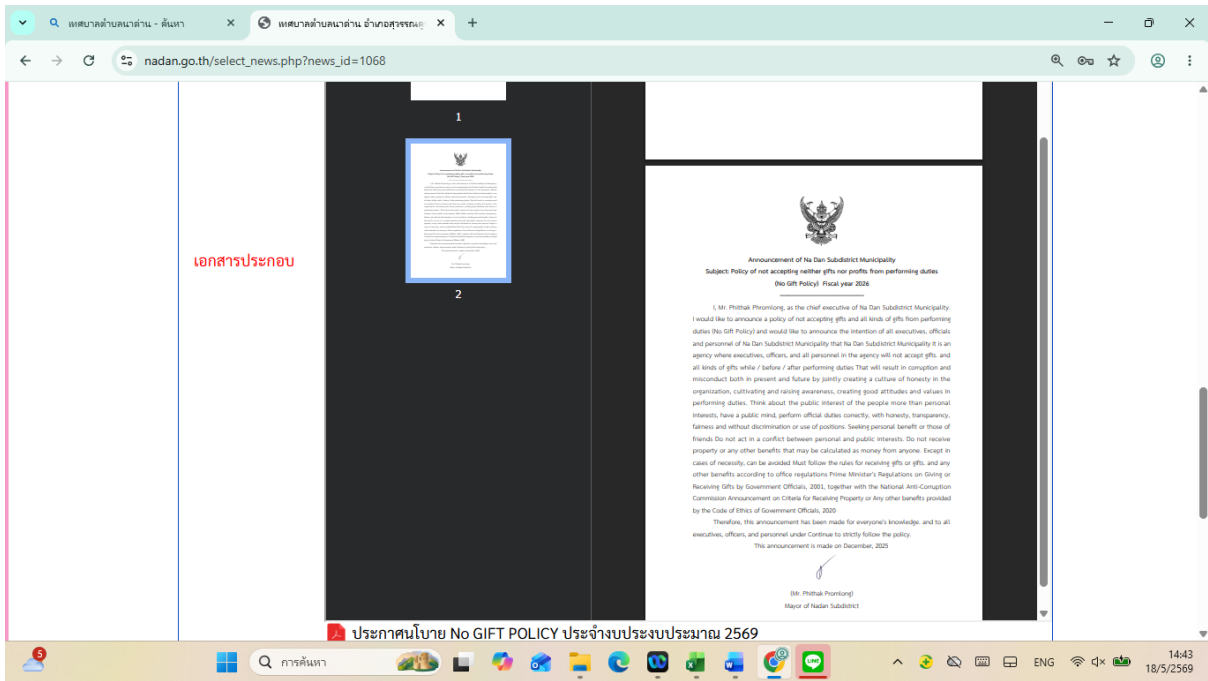 เทศบาลตำบลนาด่าน - ค้นหา
เทศบาลตำบลนาด่าน อำเภอสุวรรณคู
nadan.go.th/select_news.php?news_id=1068
1
2
เอกสารประกอบ
Announcement of Na Dan Subdistrict Municipality
Subject: Policy of not accepting neither gifts nor profits from performing duties
(No Gift Policy) Fiscal year 2026
I, Mr. Phithak Phromlong, as the chief executive of Na Dan Subdistrict Municipality.
I would like to announce a policy of not accepting gifts and all kinds of gifts from performing
duties (No Gift Policy) and would like to announce the intention of all executives, officials
and personnel of Na Dan Subdistrict Municipality that Na Dan Subdistrict Municipality It is an
agency where executives, officers, and all personnel in the agency will not accept gifts. and
all kinds of gifts while / before / after performing duties That will result in corruption and
misconduct both in present and future by jointly creating a culture of honesty in the
organization, cultivating and raising awareness, creating good attitudes and values in
performing duties. Think about the public interest of the people more than personal
interests, have a public mind, perform official duties correctly, with honesty, transparency,
fairness and without discrimination or use of positions. Seeking personal benefit or those of
friends Do not act in a conflict between personal and public interests. Do not receive
property or any other benefits that may be calculated as money from anyone. Except in
cases of necessity, can be avoided Must follow the rules for receiving gifts or gifts. and any
other benefits according to office regulations Prime Minister's Regulations on Giving or
Receiving Gifts by Government Officials, 2001, together with the National Anti-Corruption
Commission Announcement on Criteria for Receiving Property or Any other benefits provided
by the Code of Ethics of Government Officials, 2020
Therefore, this announcement has been made for everyone's knowledge. and to all
executives, officers, and personnel under Continue to strictly follow the policy.
This announcement is made on December, 2025
(Mr. Phithak Promlong)
Mayor of Nadan Subdistrict
ประกาศนโบาย No GIFT POLICY ประจำงบประงบประมาณ 2569
5
การค้นหา
LINE
ENG
14:43
18/5/2569